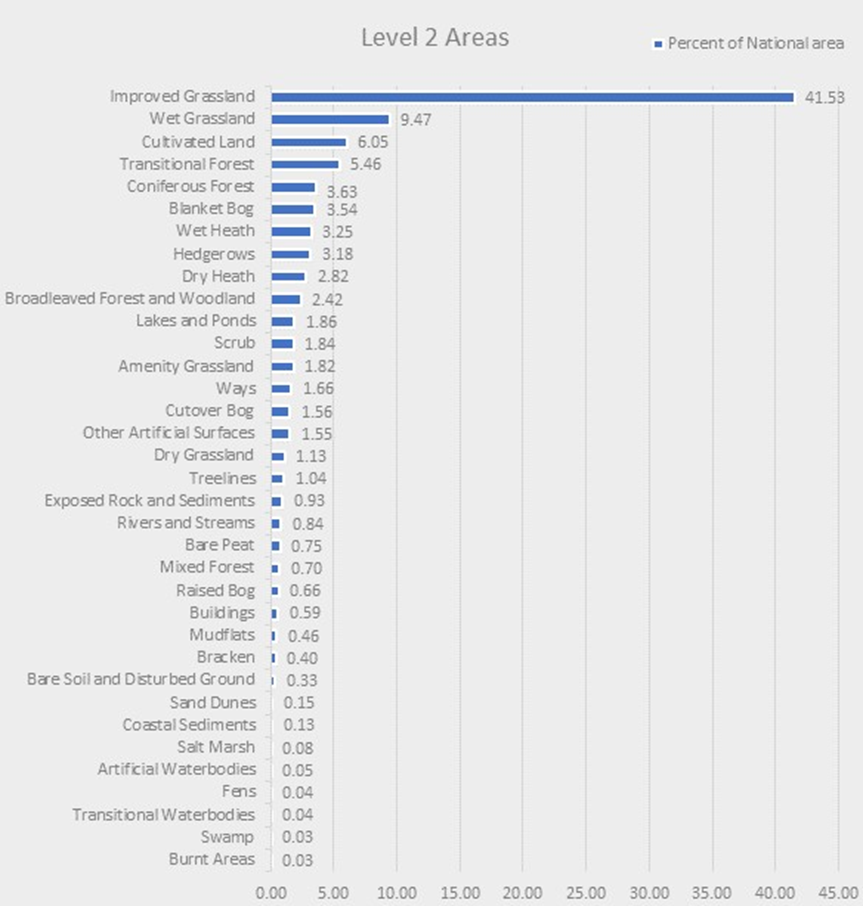 Level 2 Areas
Percent of National area
Improved Grassland 41.53
Wet Grassland 9.47
Cultivated Land 6.05
Transitional Forest 5.46
Coniferous Forest 3.63
Blanket Bog 3.54
Wet Heath 3.25
Hedgerows 3.18
Dry Heath 2.82
Broadleaved Forest and Woodland 2.42
Lakes and Ponds 1.86
Scrub 1.84
Amenity Grassland 1.82
Ways 1.66
Cutover Bog 1.56
Other Artificial Surfaces 1.55
Dry Grassland 1.13
Treelines 1.04
Exposed Rock and Sediments 0.93
Rivers and Streams 0.84
Bare Peat 0.75
Mixed Forest 0.70
Raised Bog 0.66
Buildings 0.59
Mudflats 0.46
Bracken 0.40
Bare Soil and Disturbed Ground 0.33
Sand Dunes 0.15
Coastal Sediments 0.13
Salt Marsh 0.08
Artificial Waterbodies 0.05
Fens 0.04
Transitional Waterbodies 0.04
Swamp 0.03
Burnt Areas 0.03
0.00 5.00 10.00 15.00 20.00 25.00 30.00 35.00 40.00 45.00